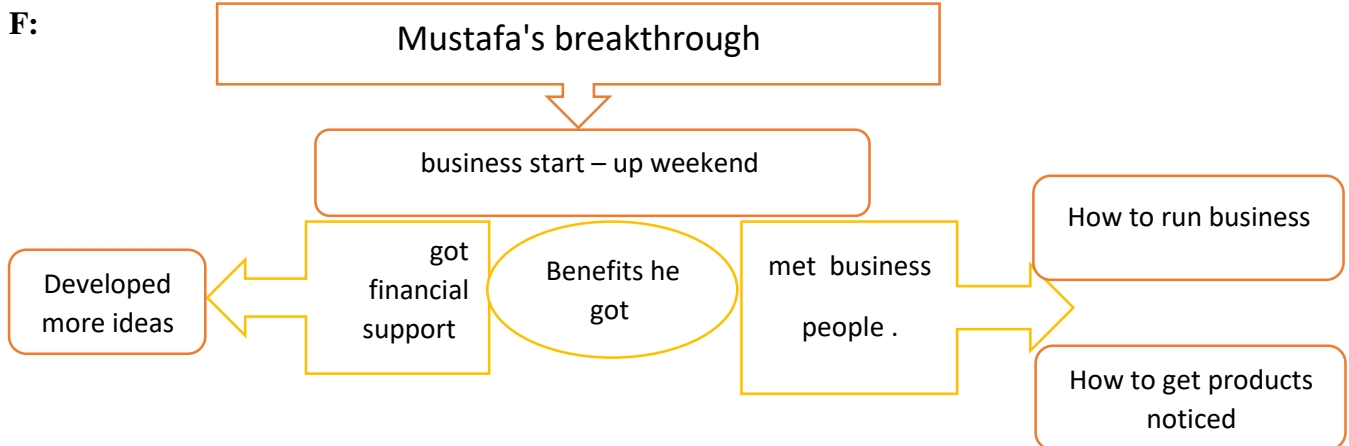 F:
Mustafa's breakthrough
business start – up weekend
Developed
more ideas
got
financial
support
Benefits he
got
met business
people .
How to run business
How to get products
noticed